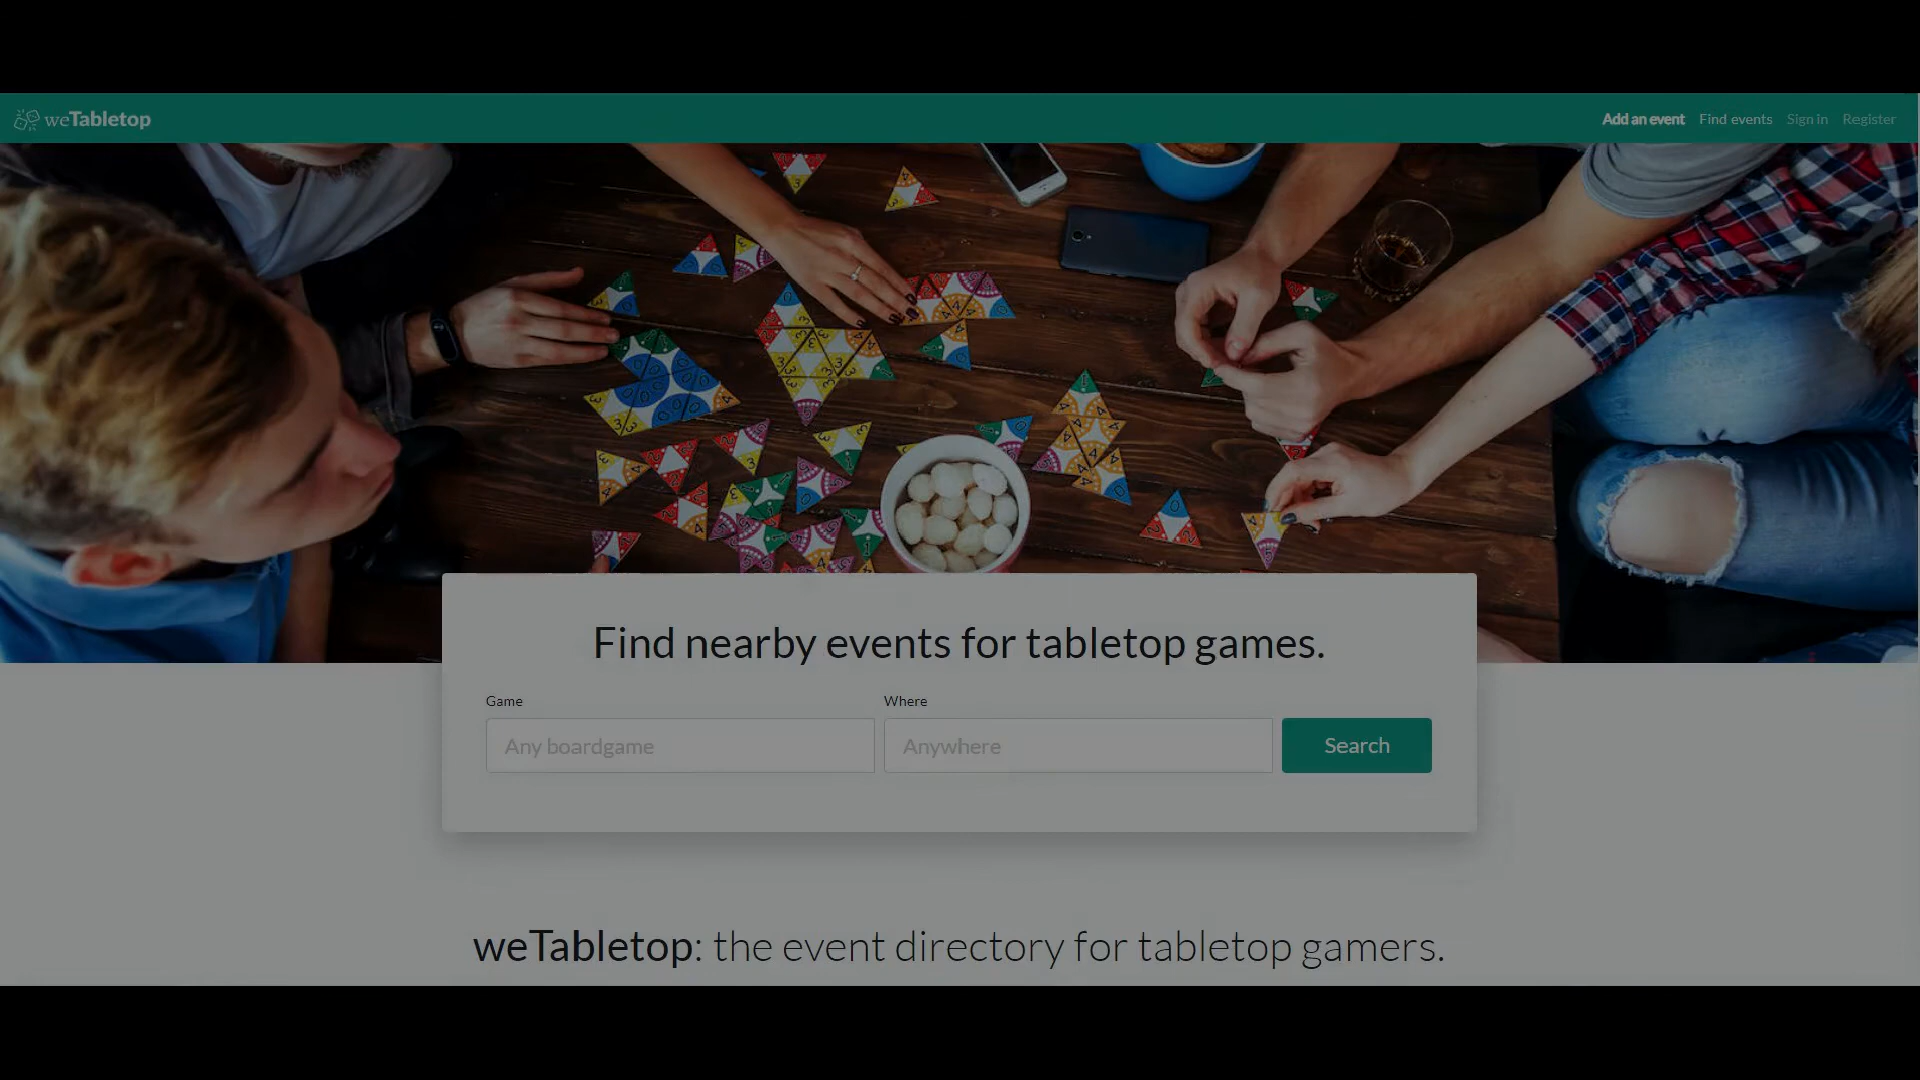 weTabletop
Add an event Find events Sign in Register
Find nearby events for tabletop games.
Game Where
Any boardgame Anywhere Search
weTabletop: the event directory for tabletop gamers.